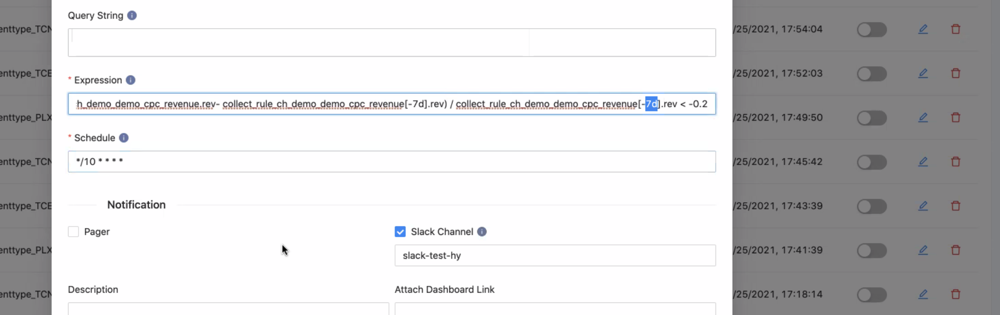 Query String
enttype_TCN
/25/2021, 17:54:04
enttype_TCE
/25/2021, 17:52:03
* Expression
h_demo_demo_cpc_revenue.rev- collect_rule_ch_demo_demo_cpc_revenue[-7d].rev) / collect_rule_ch_demo_demo_cpc_revenue[-7d].rev < -0.2
enttype_PLX
/25/2021, 17:49:50
* Schedule
*/10 * * * *
enttype_TCN
/25/2021, 17:45:42
Notification
enttype_TCE
/25/2021, 17:43:39
Pager
Slack Channel
enttype_PLX
slack-test-hy
/25/2021, 17:41:39
Description
Attach Dashboard Link
enttype_TCN
/25/2021, 17:18:14